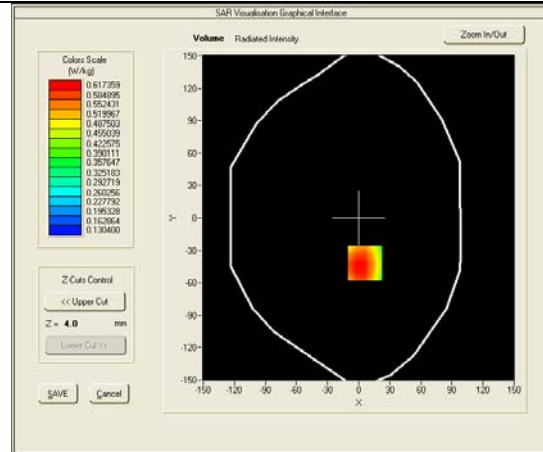 SAR Visualisation Graphical Interface
Volume Radiated Intensity
Zoom In/Out
Colors Scale
(W/kg)
0.617359
0.584895
0.552431
0.519967
0.487503
0.455039
0.422575
0.390111
0.357647
0.325183
0.292719
0.260256
0.227792
0.195328
0.162864
0.130400
150
120
90
60
30
Y
0
-30
-60
-90
-120
-150
-150 -120 -90 -60 -30 0 30 60 90 120 150
X
Z Cuts Control
<< Upper Cut
Z = 4.0 mm
Lower Cut >>
SAVE Cancel